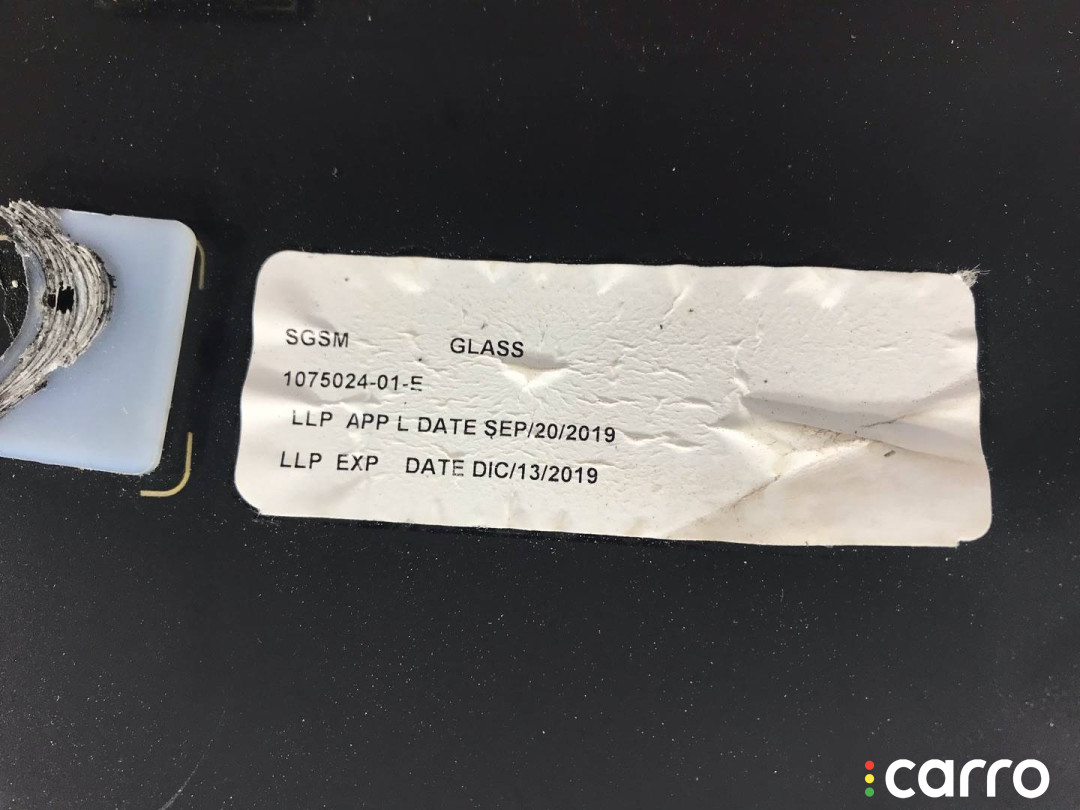 SGSM GLASS
1075024-01-E
LLP APP L DATE SEP/20/2019
LLP EXP DATE DIC/13/2019
carro